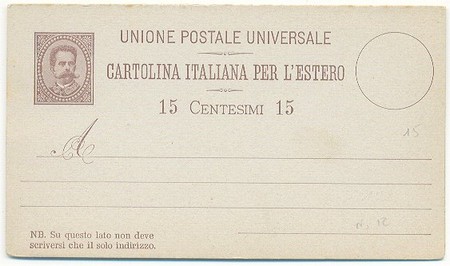 UNIONE POSTALE UNIVERSALE
CARTOLINA ITALIANA PER L'ESTERO
15 CENTESIMI 15
15
A
NB. Su questo lato non deve
scriversi che il solo indirizzo.